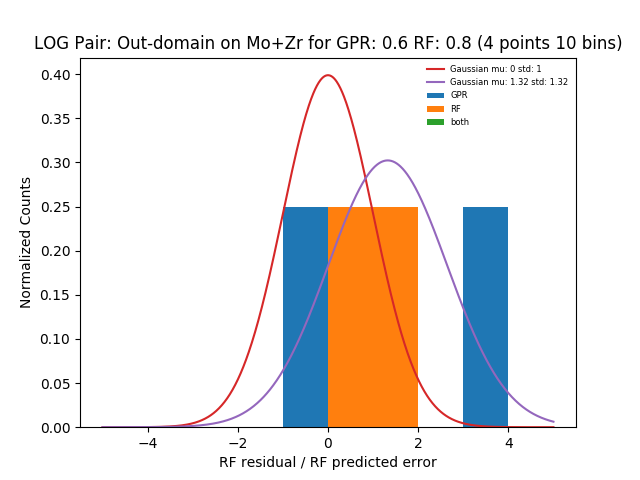 LOG Pair: Out-domain on Mo+Zr for GPR: 0.6 RF: 0.8 (4 points 10 bins)
Gaussian mu: 0 std: 1
Gaussian mu: 1.32 std: 1.32
GPR
RF
both
0.40
0.35
0.30
0.25
0.20
0.15
0.10
0.05
0.00
Normalized Counts
−4 −2 0 2 4
RF residual / RF predicted error